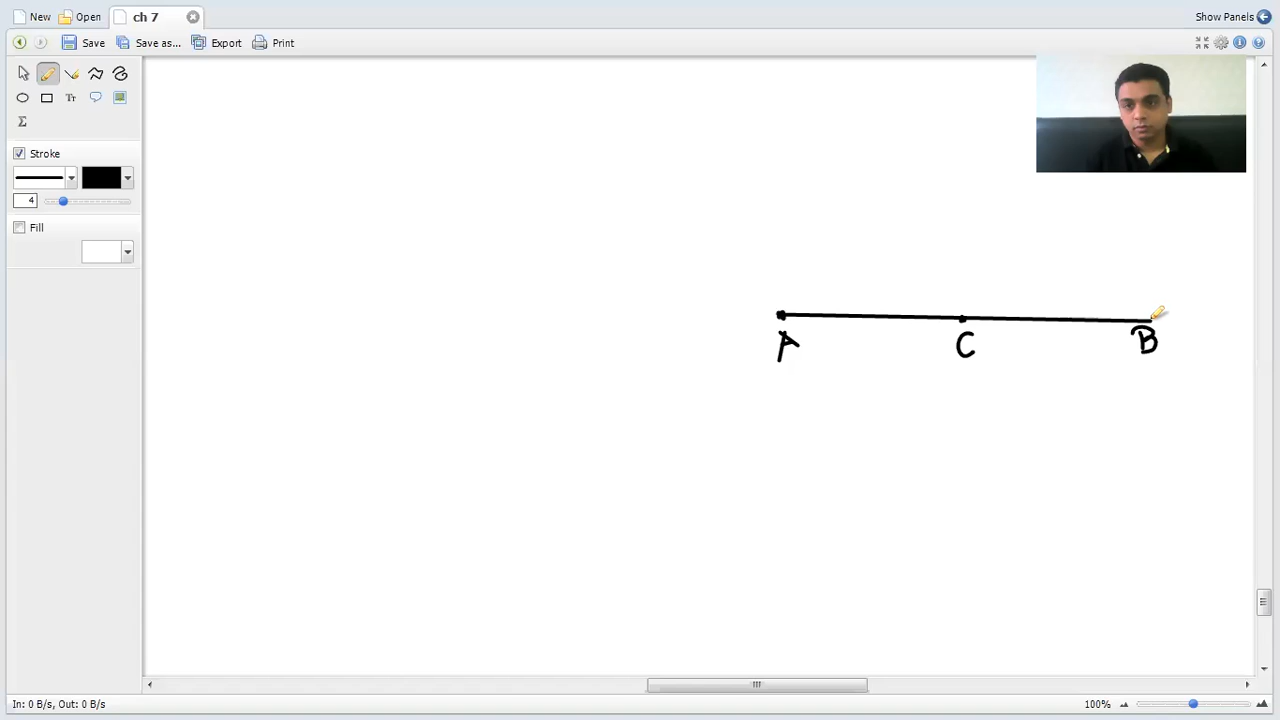 New Open ch 7 Show Panels
Save Save as... Export Print
Tr
Σ
Stroke
4
Fill
A C B
In: 0 B/s, Out: 0 B/s 100%